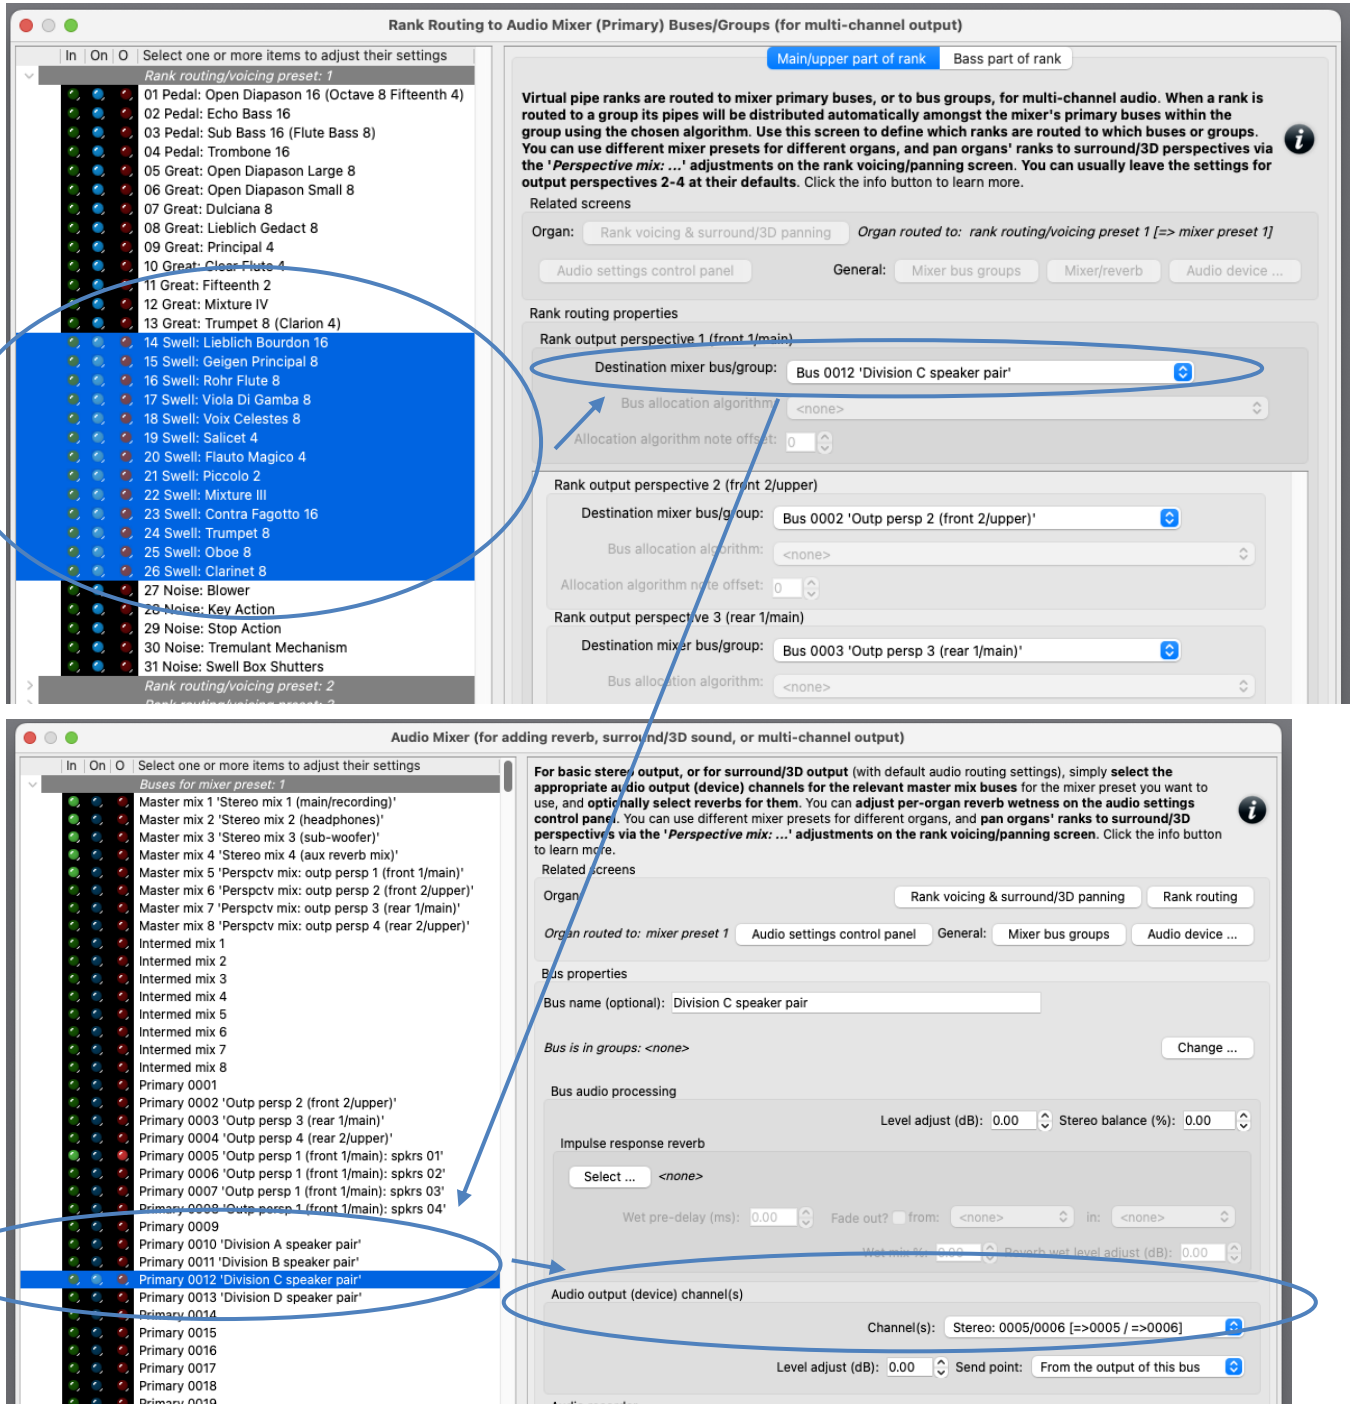 Rank Routing to Audio Mixer (Primary) Buses/Groups (for multi-channel output)
In On O Select one or more items to adjust their settings
Rank routing/voicing preset: 1
01 Pedal: Open Diapason 16 (Octave 8 Fifteenth 4)
02 Pedal: Echo Bass 16
03 Pedal: Sub Bass 16 (Flute Bass 8)
04 Pedal: Trombone 16
05 Great: Open Diapason Large 8
06 Great: Open Diapason Small 8
07 Great: Dulciana 8
08 Great: Lieblich Gedact 8
09 Great: Principal 4
10 Great: Clear Flute 4
11 Great: Fifteenth 2
12 Great: Mixture IV
13 Great: Trumpet 8 (Clarion 4)
14 Swell: Lieblich Bourdon 16
15 Swell: Geigen Principal 8
16 Swell: Rohr Flute 8
17 Swell: Viola Di Gamba 8
18 Swell: Voix Celestes 8
19 Swell: Salicet 4
20 Swell: Flauto Magico 4
21 Swell: Piccolo 2
22 Swell: Mixture III
23 Swell: Contra Fagotto 16
24 Swell: Trumpet 8
25 Swell: Oboe 8
26 Swell: Clarinet 8
27 Noise: Blower
28 Noise: Key Action
29 Noise: Stop Action
30 Noise: Tremulant Mechanism
31 Noise: Swell Box Shutters
Rank routing/voicing preset: 2
Rank routing/voicing preset: 3
Main/upper part of rank Bass part of rank
Virtual pipe ranks are routed to mixer primary buses, or to bus groups, for multi-channel audio. When a rank is
routed to a group its pipes will be distributed automatically amongst the mixer's primary buses within the
group using the chosen algorithm. Use this screen to define which ranks are routed to which buses or groups.
You can use different mixer presets for different organs, and pan organs' ranks to surround/3D perspectives via
the 'Perspective mix: ...' adjustments on the rank voicing/panning screen. You can usually leave the settings for
output perspectives 2-4 at their defaults. Click the info button to learn more.
Related screens
Organ: Rank voicing & surround/3D panning Organ routed to: rank routing/voicing preset 1 [=> mixer preset 1]
Audio settings control panel General: Mixer bus groups Mixer/reverb Audio device ...
Rank routing properties
Rank output perspective 1 (front 1/main)
Destination mixer bus/group: Bus 0012 'Division C speaker pair'
Bus allocation algorithm: <none>
Allocation algorithm note offset: 0
Rank output perspective 2 (front 2/upper)
Destination mixer bus/group: Bus 0002 'Outp persp 2 (front 2/upper)'
Bus allocation algorithm: <none>
Allocation algorithm note offset: 0
Rank output perspective 3 (rear 1/main)
Destination mixer bus/group: Bus 0003 'Outp persp 3 (rear 1/main)'
Bus allocation algorithm: <none>
Audio Mixer (for adding reverb, surround/3D sound, or multi-channel output)
In On O Select one or more items to adjust their settings
Buses for mixer preset: 1
Master mix 1 'Stereo mix 1 (main/recording)'
Master mix 2 'Stereo mix 2 (headphones)'
Master mix 3 'Stereo mix 3 (sub-woofer)'
Master mix 4 'Stereo mix 4 (aux reverb mix)'
Master mix 5 'Perspctv mix: outp persp 1 (front 1/main)'
Master mix 6 'Perspctv mix: outp persp 2 (front 2/upper)'
Master mix 7 'Perspctv mix: outp persp 3 (rear 1/main)'
Master mix 8 'Perspctv mix: outp persp 4 (rear 2/upper)'
Intermed mix 1
Intermed mix 2
Intermed mix 3
Intermed mix 4
Intermed mix 5
Intermed mix 6
Intermed mix 7
Intermed mix 8
Primary 0001
Primary 0002 'Outp persp 2 (front 2/upper)'
Primary 0003 'Outp persp 3 (rear 1/main)'
Primary 0004 'Outp persp 4 (rear 2/upper)'
Primary 0005 'Outp persp 1 (front 1/main): spkrs 01'
Primary 0006 'Outp persp 1 (front 1/main): spkrs 02'
Primary 0007 'Outp persp 1 (front 1/main): spkrs 03'
Primary 0008 'Outp persp 1 (front 1/main): spkrs 04'
Primary 0009
Primary 0010 'Division A speaker pair'
Primary 0011 'Division B speaker pair'
Primary 0012 'Division C speaker pair'
Primary 0013 'Division D speaker pair'
Primary 0014
Primary 0015
Primary 0016
Primary 0017
Primary 0018
Primary 0019
For basic stereo output, or for surround/3D output (with default audio routing settings), simply select the
appropriate audio output (device) channels for the relevant master mix buses for the mixer preset you want to
use, and optionally select reverbs for them. You can adjust per-organ reverb wetness on the audio settings
control panel. You can use different mixer presets for different organs, and pan organs' ranks to surround/3D
perspectives via the 'Perspective mix: ...' adjustments on the rank voicing/panning screen. Click the info button
to learn more.
Related screens
Organ Rank voicing & surround/3D panning Rank routing
Organ routed to: mixer preset 1 Audio settings control panel General: Mixer bus groups Audio device ...
Bus properties
Bus name (optional): Division C speaker pair
Bus is in groups: <none> Change ...
Bus audio processing
Level adjust (dB): 0.00 Stereo balance (%): 0.00
Impulse response reverb
Select ... <none>
Wet pre-delay (ms): 0.00 Fade out? from: <none> in: <none>
Wet mix %: 0.00 Reverb wet level adjust (dB): 0.00
Audio output (device) channel(s)
Channel(s): Stereo: 0005/0006 [=>0005 / =>0006]
Level adjust (dB): 0.00 Send point: From the output of this bus